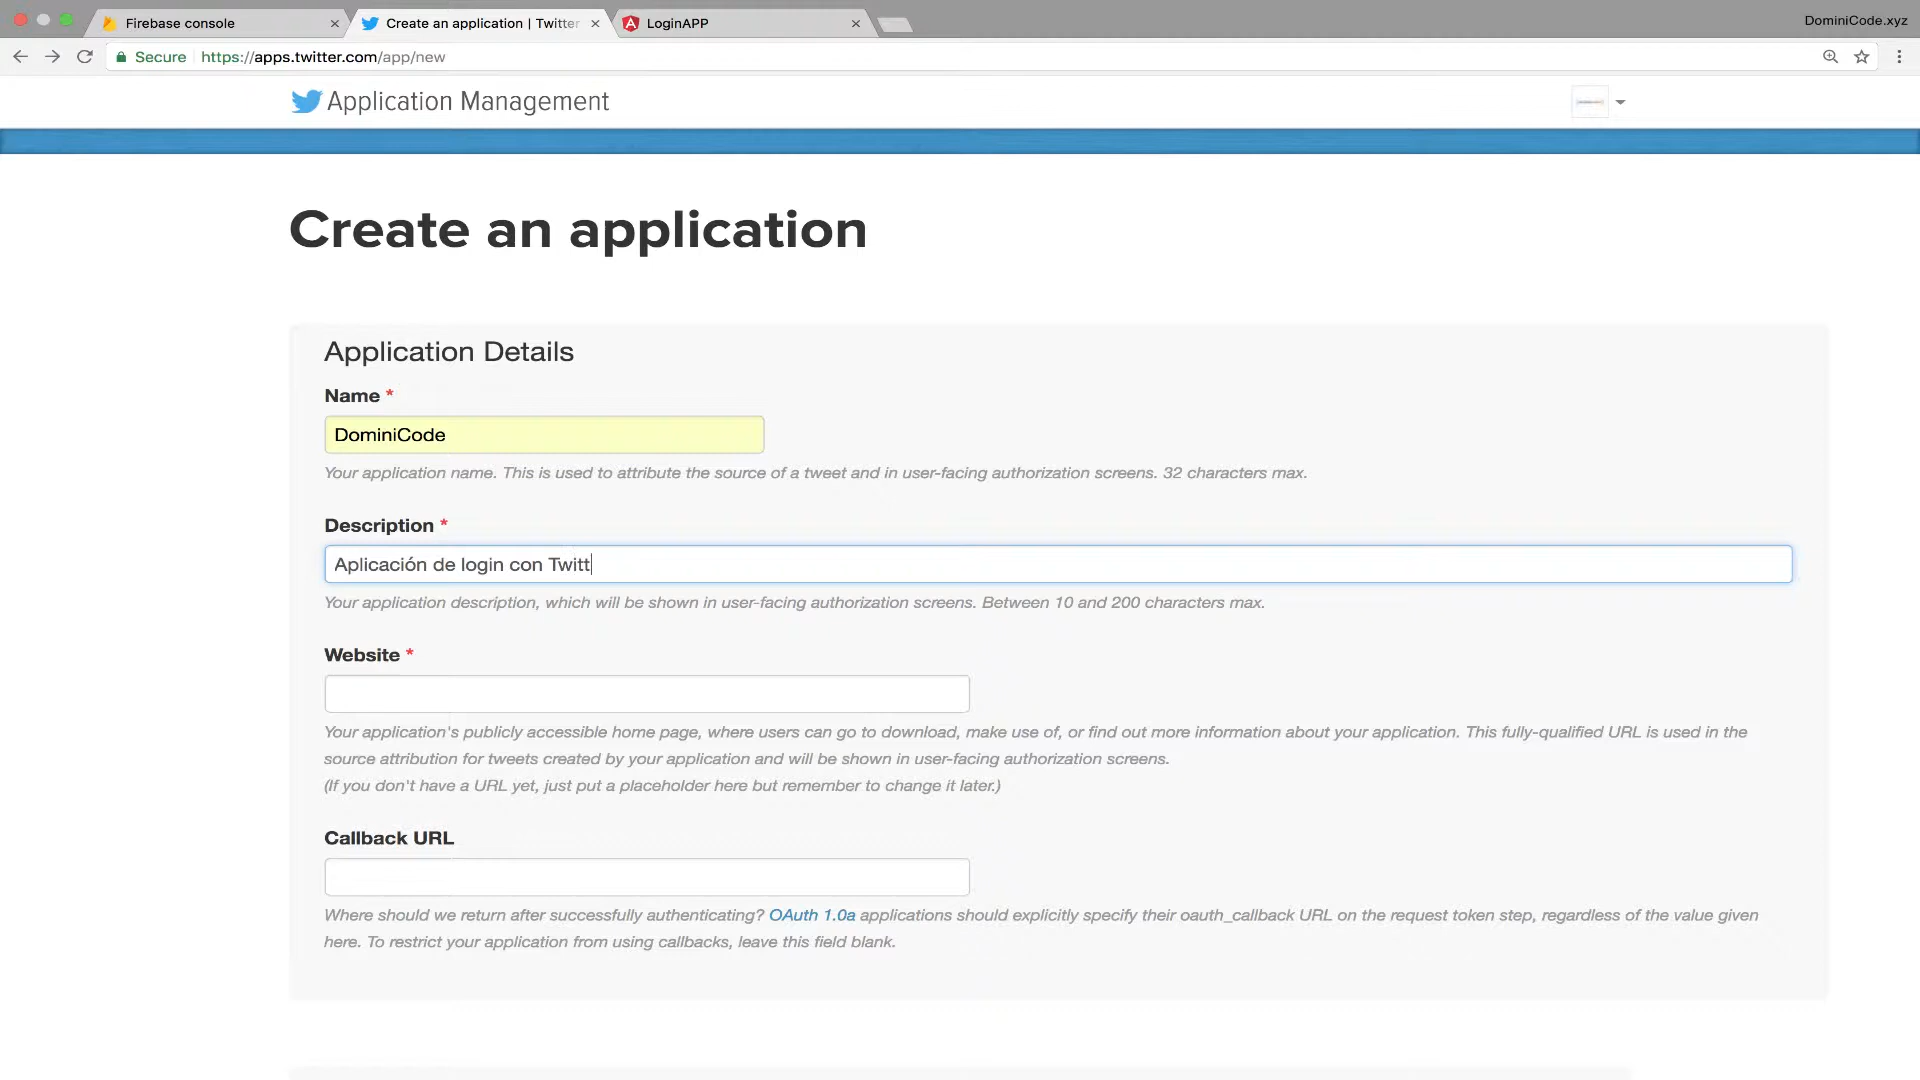 Firebase console
Create an application | Twitter
LoginAPP
DominiCode.xyz
Secure https://apps.twitter.com/app/new
Application Management
Create an application
Application Details
Name *
DominiCode
Your application name. This is used to attribute the source of a tweet and in user-facing authorization screens. 32 characters max.
Description *
Aplicación de login con Twitt
Your application description, which will be shown in user-facing authorization screens. Between 10 and 200 characters max.
Website *
Your application's publicly accessible home page, where users can go to download, make use of, or find out more information about your application. This fully-qualified URL is used in the
source attribution for tweets created by your application and will be shown in user-facing authorization screens.
(If you don't have a URL yet, just put a placeholder here but remember to change it later.)
Callback URL
Where should we return after successfully authenticating? OAuth 1.0a applications should explicitly specify their oauth_callback URL on the request token step, regardless of the value given
here. To restrict your application from using callbacks, leave this field blank.